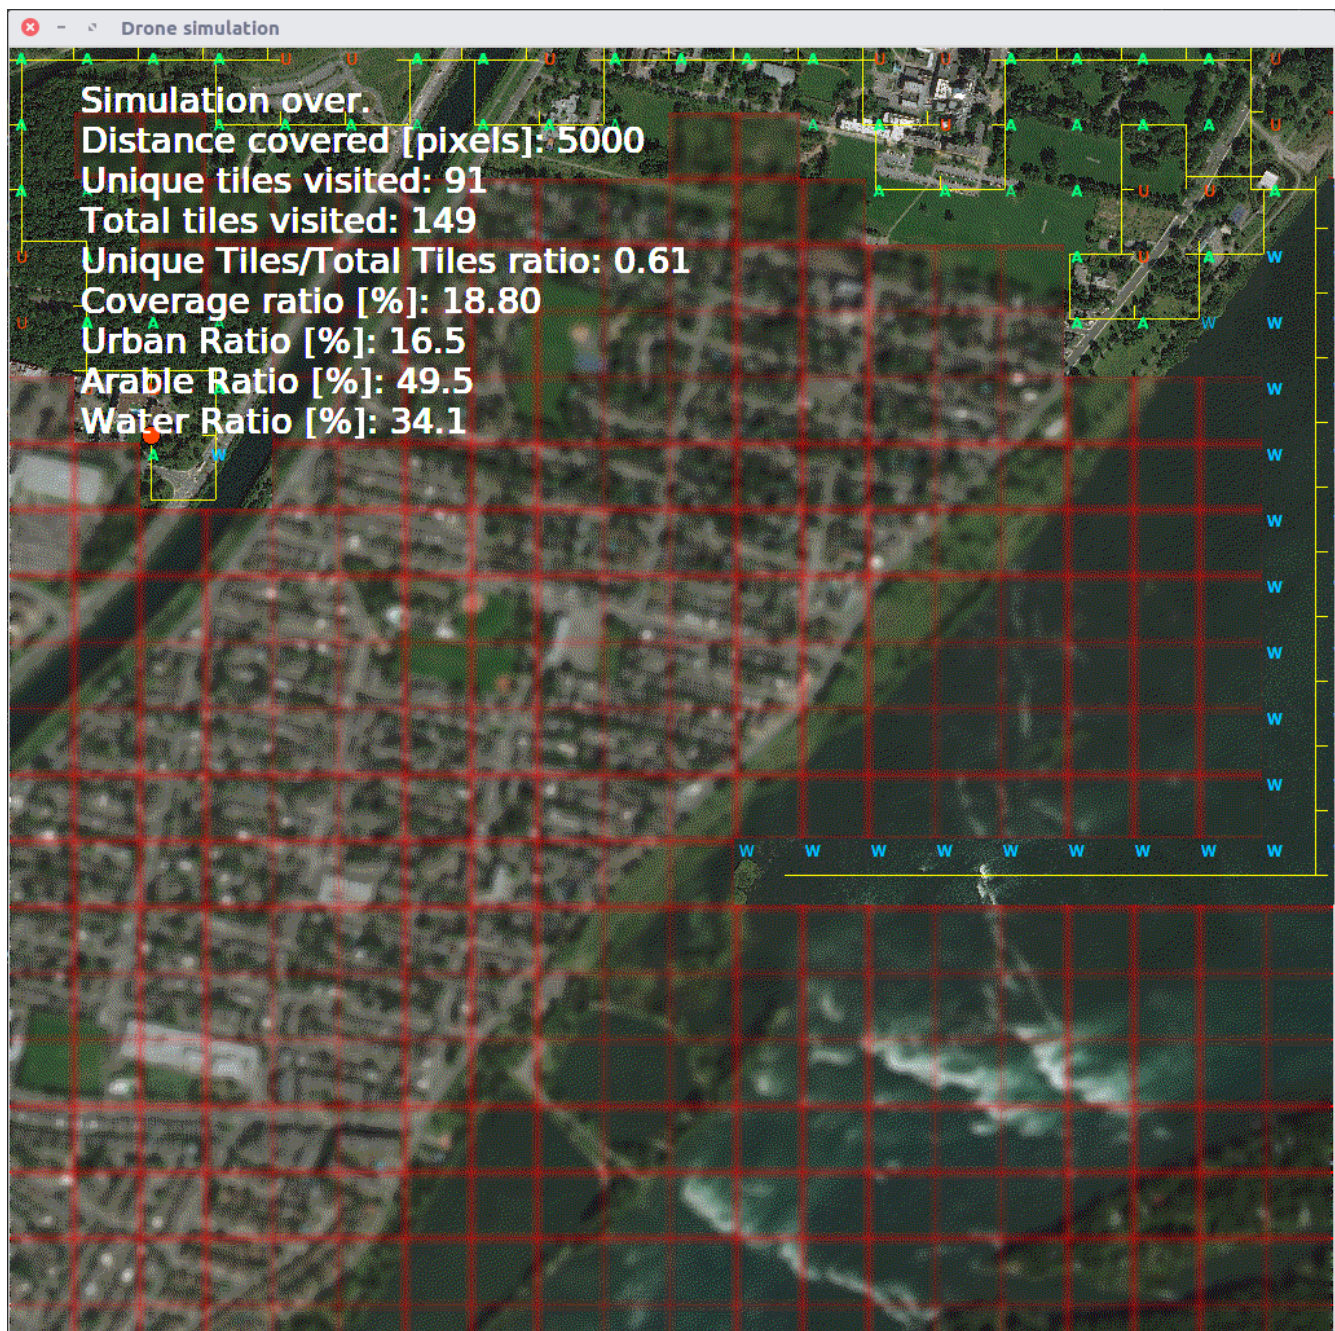 Drone simulation
A A A A U U A A U A A A A U U A A A A U
Simulation over.
A A A A A A A U A A A A U
Distance covered [pixels]: 5000
Unique tiles visited: 91
A A A A U U A
Total tiles visited: 149
U A U A W
Unique Tiles/Total Tiles ratio: 0.61
Coverage ratio [%]: 18.80
U A A A A A W W
Urban Ratio [%]: 16.5
Arable Ratio [%]: 49.5
W
Water Ratio [%]: 34.1
A W W
W
W
W
W
W
W W W W W W W W W